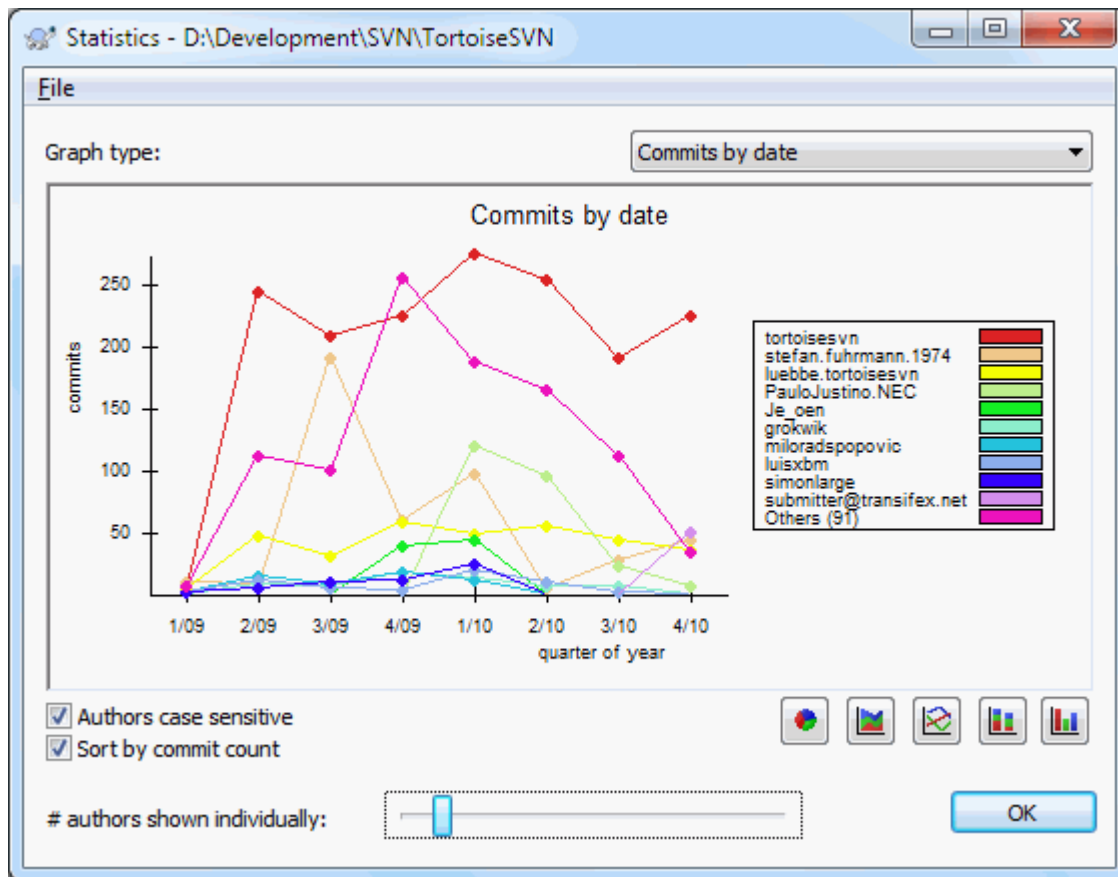 Statistics - D:\Development\SVN\TortoiseSVN
File
Graph type:
Commits by date
Commits by date
commits
250
200
150
100
50
1/09 2/09 3/09 4/09 1/10 2/10 3/10 4/10
quarter of year
tortoisesvn
stefan.fuhrmann.1974
luebbe.tortoisesvn
PauloJustino.NEC
Je_oen
grokwik
miloradspopovic
luisxbm
simonlarge
submitter@transifex.net
Others (91)
Authors case sensitive
Sort by commit count
# authors shown individually:
OK